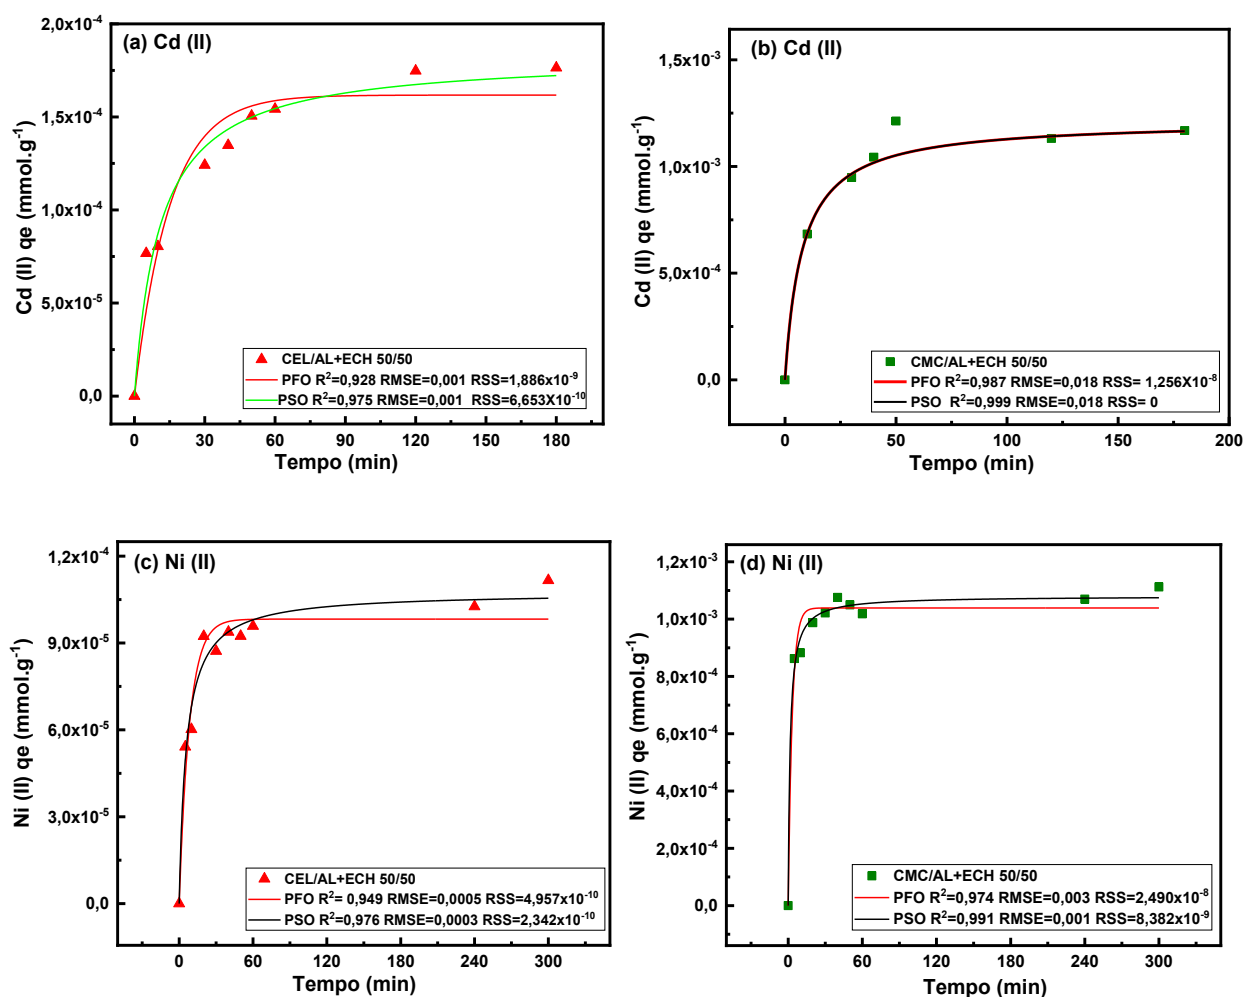 (a) Cd (II)
2,0x10⁻⁴
1,5x10⁻⁴
1,0x10⁻⁴
5,0x10⁻⁵
0,0
Cd (II) qe (mmol.g⁻¹)
CEL/AL+ECH 50/50
PFO R²=0,928 RMSE=0,001 RSS=1,886x10⁻⁹
PSO R²=0,975 RMSE=0,001 RSS=6,653X10⁻¹⁰
0 30 60 90 120 150 180
Tempo (min)
(b) Cd (II)
1,5x10⁻³
1,0x10⁻³
5,0x10⁻⁴
0,0
Cd (II) qe (mmol.g⁻¹)
CMC/AL+ECH 50/50
PFO R²=0,987 RMSE=0,018 RSS= 1,256X10⁻⁸
PSO R²=0,999 RMSE=0,018 RSS= 0
0 50 100 150 200
Tempo (min)
(c) Ni (II)
1,2x10⁻⁴
9,0x10⁻⁵
6,0x10⁻⁵
3,0x10⁻⁵
0,0
Ni (II) qe (mmol.g⁻¹)
CEL/AL+ECH 50/50
PFO R²= 0,949 RMSE=0,0005 RSS=4,957x10⁻¹⁰
PSO R²=0,976 RMSE=0,0003 RSS=2,342x10⁻¹⁰
0 60 120 180 240 300
Tempo (min)
(d) Ni (II)
1,2x10⁻³
1,0x10⁻³
8,0x10⁻⁴
6,0x10⁻⁴
4,0x10⁻⁴
2,0x10⁻⁴
0,0
Ni (II) qe (mmol.g⁻¹)
CMC/AL+ECH 50/50
PFO R²=0,974 RMSE=0,003 RSS=2,490x10⁻⁸
PSO R²=0,991 RMSE=0,001 RSS=8,382x10⁻⁹
0 60 120 180 240 300
Tempo (min)